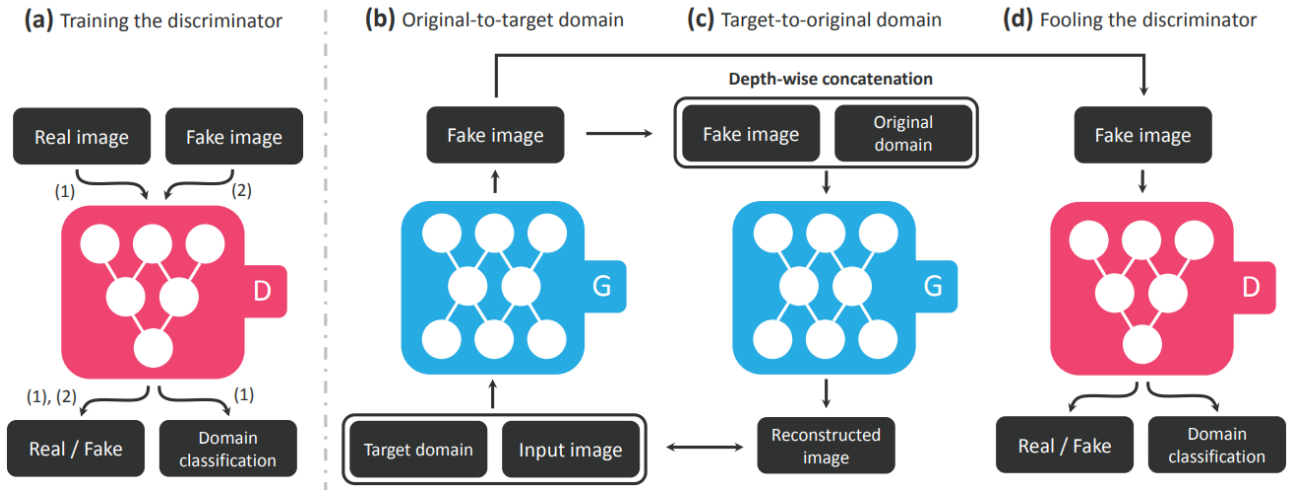 (a) Training the discriminator
Real image
Fake image
(1)
(2)
D
(1), (2)
(1)
Real / Fake
Domain
classification
(b) Original-to-target domain
Fake image
G
Target domain
Input image
(c) Target-to-original domain
Depth-wise concatenation
Fake image
Original
domain
G
Reconstructed
image
(d) Fooling the discriminator
Fake image
D
Real / Fake
Domain
classification